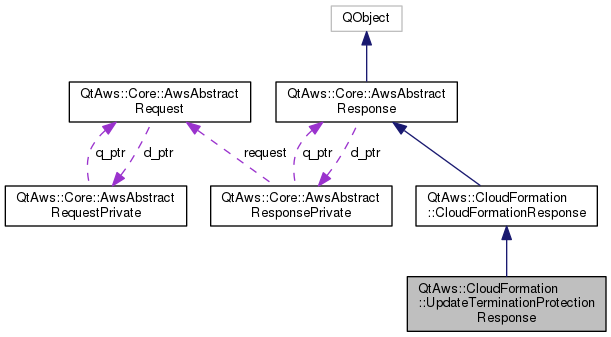 QObject
QtAws::Core::AwsAbstract
Request
QtAws::Core::AwsAbstract
Response
q_ptr
d_ptr
request
q_ptr
d_ptr
QtAws::Core::AwsAbstract
RequestPrivate
QtAws::Core::AwsAbstract
ResponsePrivate
QtAws::CloudFormation
::CloudFormationResponse
QtAws::CloudFormation
::UpdateTerminationProtection
Response